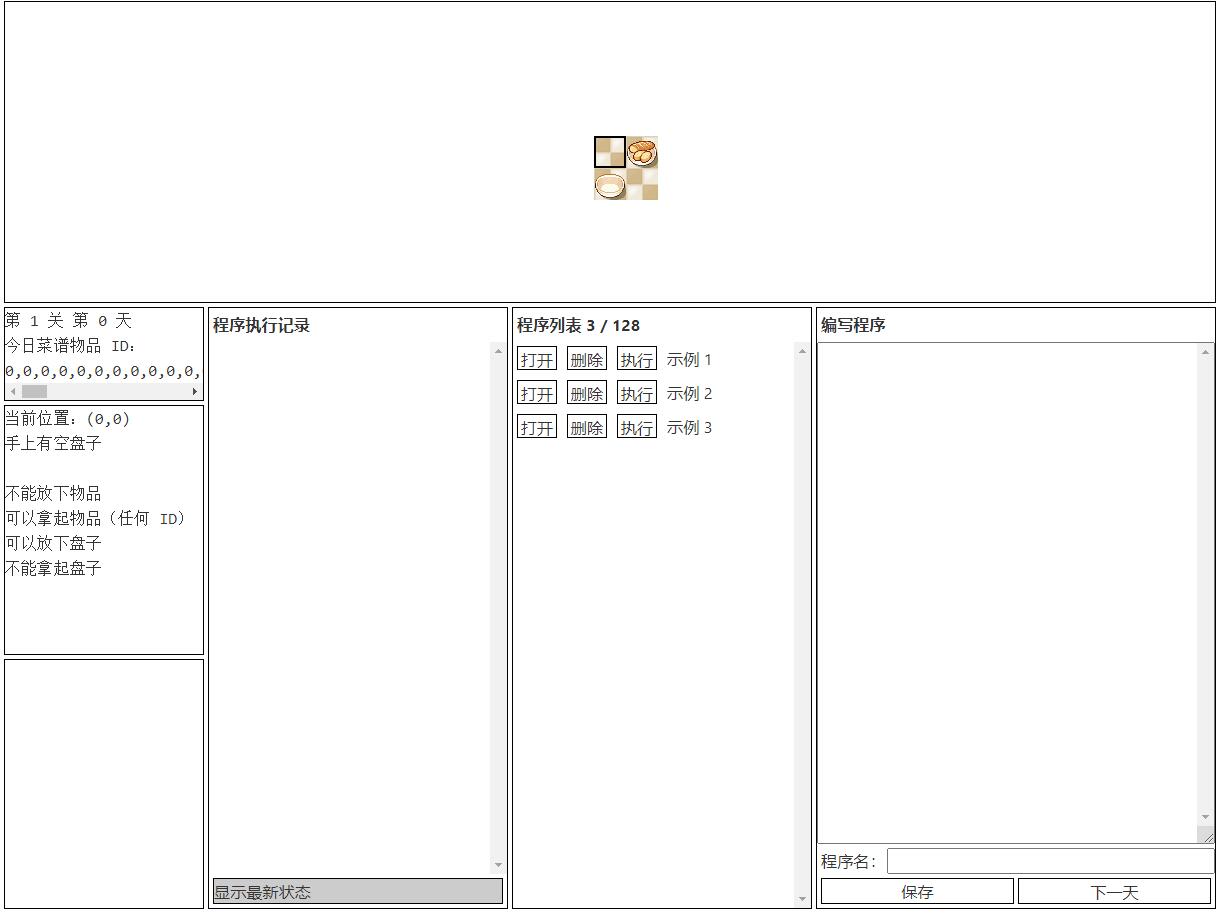 第 1 关 第 0 天
今日菜谱物品 ID：
0,0,0,0,0,0,0,0,0,0,0,
当前位置：(0,0)
手上有空盘子
不能放下物品
可以拿起物品（任何 ID）
可以放下盘子
不能拿起盘子
程序执行记录
显示最新状态
程序列表 3 / 128
打开 删除 执行 示例 1
打开 删除 执行 示例 2
打开 删除 执行 示例 3
编写程序
程序名：
保存 下一天